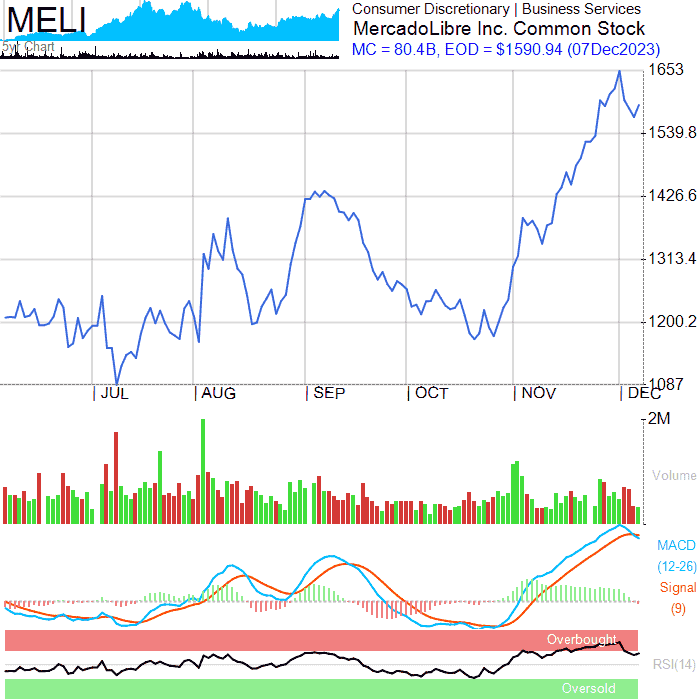 MELI
5yr Chart
Consumer Discretionary | Business Services
MercadoLibre Inc. Common Stock
MC = 80.4B, EOD = $1590.94 (07Dec2023)
1653
1539.8
1426.6
1313.4
1200.2
1087
JUL AUG SEP OCT NOV DEC
2M
Volume
MACD
(12-26)
Signal
(9)
Overbought
RSI(14)
Oversold